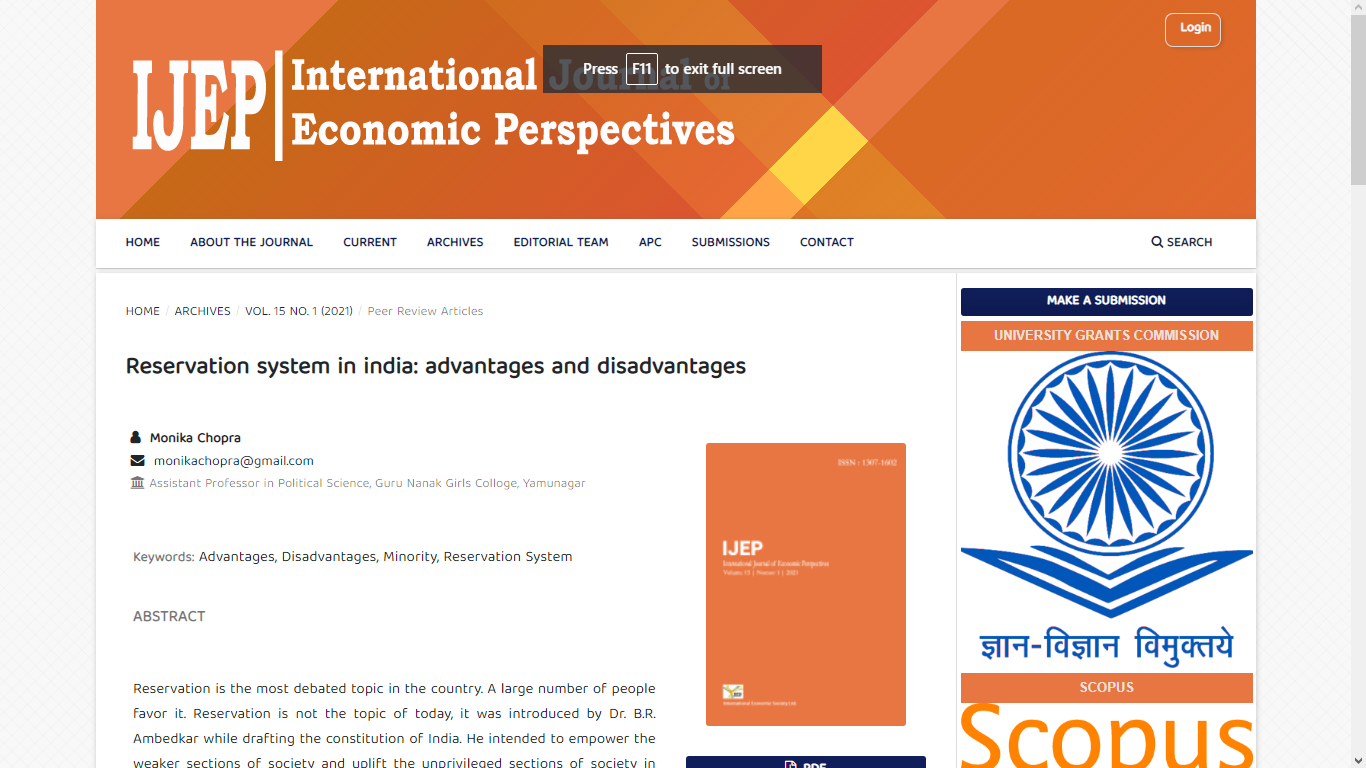 Login
IJEP
International Journal of
Economic Perspectives
Press F11 to exit full screen
HOME ABOUT THE JOURNAL CURRENT ARCHIVES EDITORIAL TEAM APC SUBMISSIONS CONTACT SEARCH
HOME / ARCHIVES / VOL. 15 NO. 1 (2021) / Peer Review Articles
Reservation system in india: advantages and disadvantages
Monika Chopra
monikachopra@gmail.com
Assistant Professor in Political Science, Guru Nanak Girls Colloge, Yamunagar
Keywords: Advantages, Disadvantages, Minority, Reservation System
ABSTRACT
Reservation is the most debated topic in the country. A large number of people
favor it. Reservation is not the topic of today, it was introduced by Dr. B.R.
Ambedkar while drafting the constitution of India. He intended to empower the
weaker sections of society and uplift the unprivileged sections of society in
ISSN : 1307-1602
IJEP
International Journal of Economic Perspectives
Volume 15 | Number 1 | 2021
IJEP
International Economic Society Ltd.
PDF
MAKE A SUBMISSION
UNIVERSITY GRANTS COMMISSION
ज्ञान-विज्ञान विमुक्तये
SCOPUS
Scopus